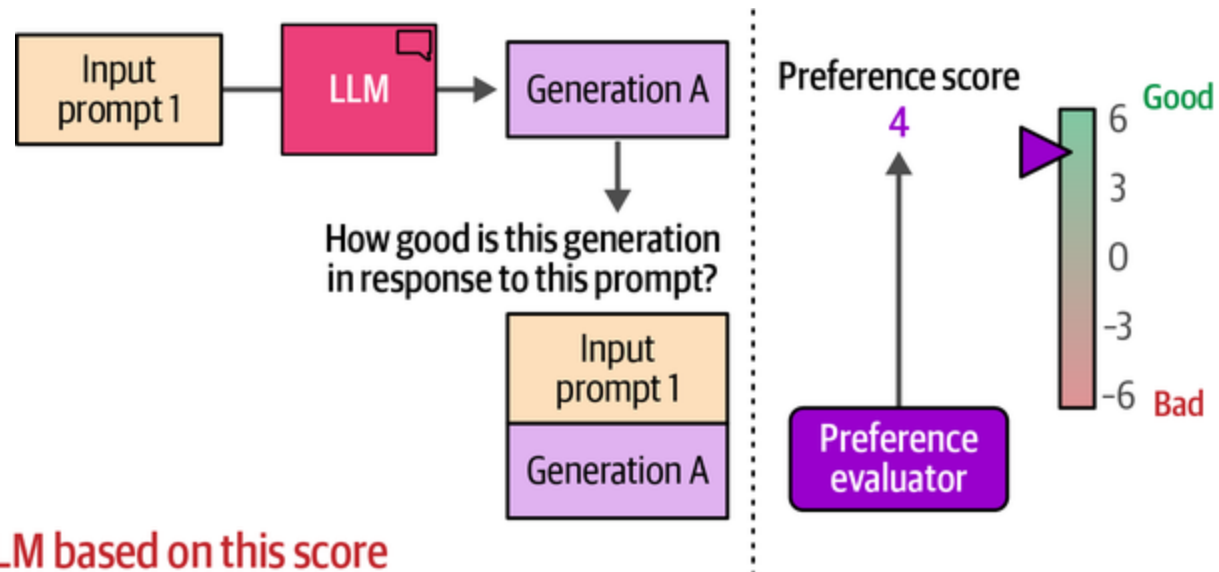 Input
prompt 1
LLM
Generation A
How good is this generation
in response to this prompt?
Input
prompt 1
Generation A
Preference score
4
6
Good
3
0
-3
-6
Bad
Preference
evaluator
LM based on this score